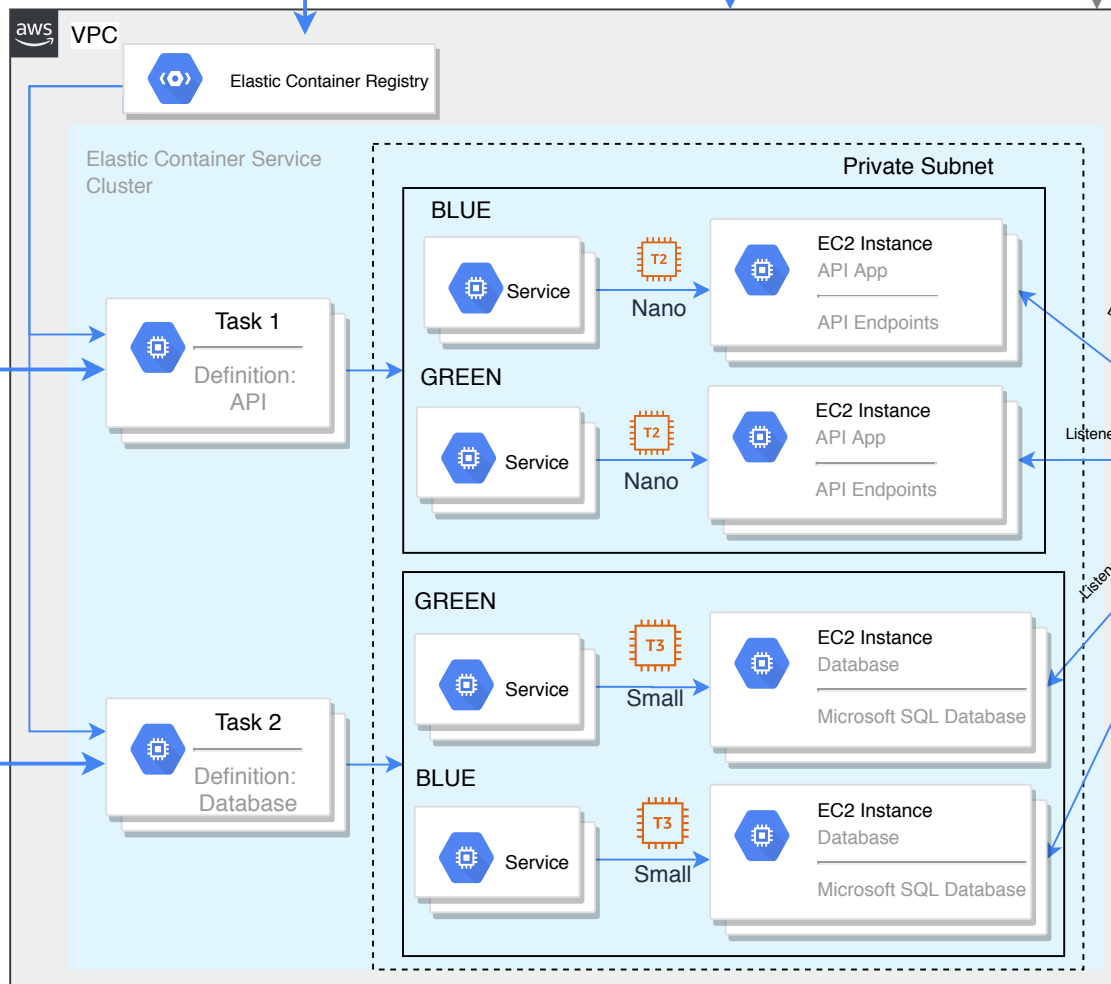 aws
VPC
Elastic Container Registry
Elastic Container Service
Cluster
Private Subnet
BLUE
Service
T2
Nano
EC2 Instance
API App
API Endpoints
Task 1
Definition:
API
GREEN
Service
T2
Nano
EC2 Instance
API App
API Endpoints
Listene
GREEN
Service
T3
Small
EC2 Instance
Database
Microsoft SQL Database
Listen
Task 2
Definition:
Database
BLUE
Service
T3
Small
EC2 Instance
Database
Microsoft SQL Database